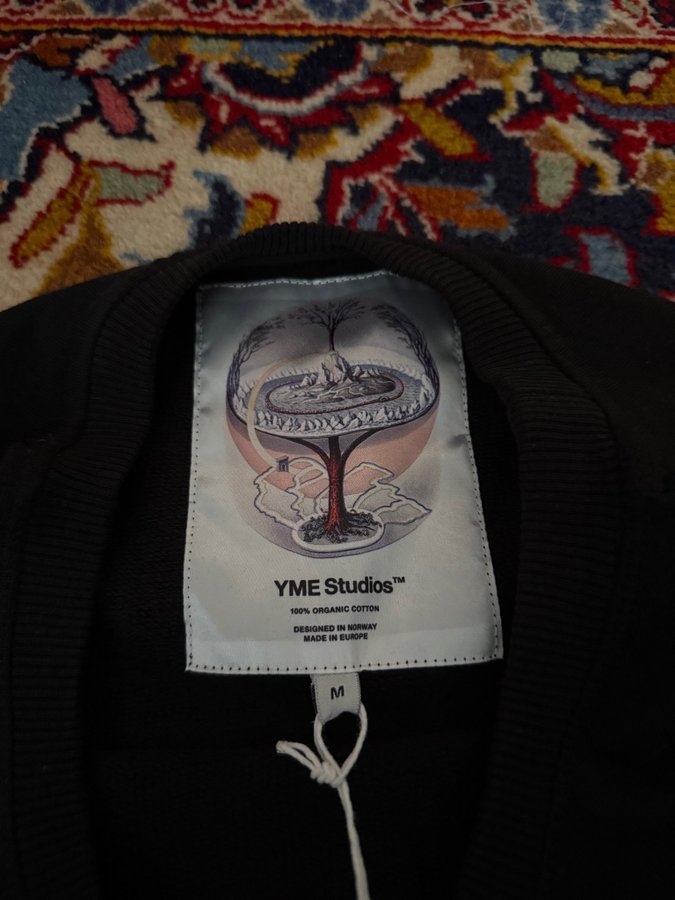 YME Studios™
100% ORGANIC COTTON
DESIGNED IN NORWAY
MADE IN EUROPE
M